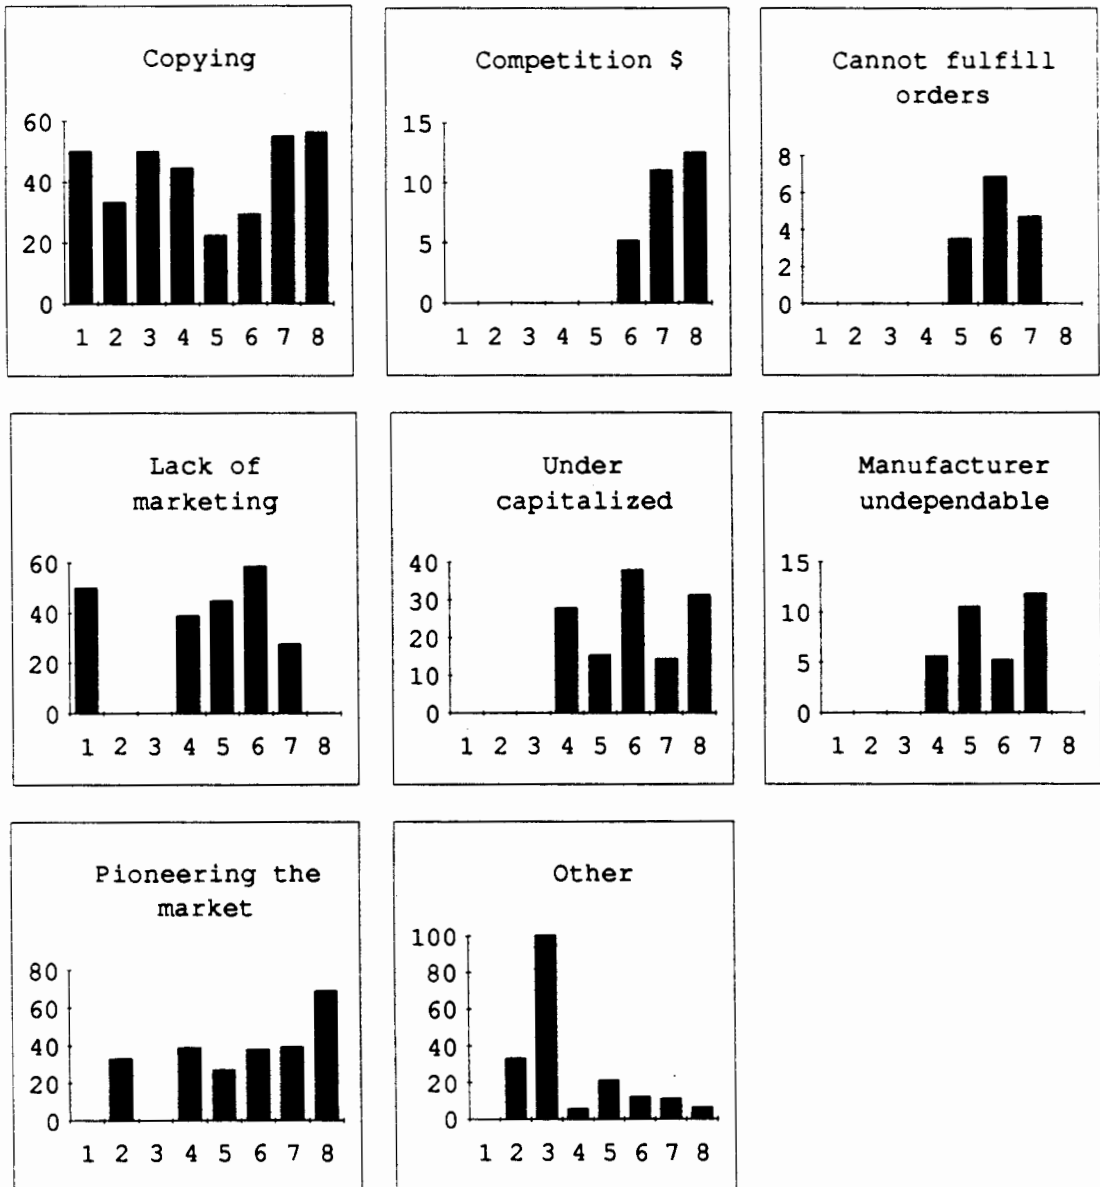 Copying
60
40
20
0
1 2 3 4 5 6 7 8
Competition $
15
10
5
0
1 2 3 4 5 6 7 8
Cannot fulfill
orders
8
6
4
2
0
1 2 3 4 5 6 7 8
Lack of
marketing
60
40
20
0
1 2 3 4 5 6 7 8
Under
capitalized
40
30
20
10
0
1 2 3 4 5 6 7 8
Manufacturer
undependable
15
10
5
0
1 2 3 4 5 6 7 8
Pioneering the
market
80
60
40
20
0
1 2 3 4 5 6 7 8
Other
100
80
60
40
20
0
1 2 3 4 5 6 7 8